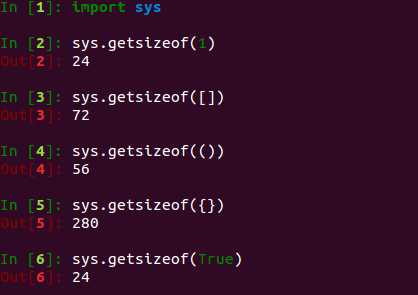 In [1]: import sys
In [2]: sys.getsizeof(1)
Out[2]: 24
In [3]: sys.getsizeof([])
Out[3]: 72
In [4]: sys.getsizeof(())
Out[4]: 56
In [5]: sys.getsizeof({})
Out[5]: 280
In [6]: sys.getsizeof(True)
Out[6]: 24